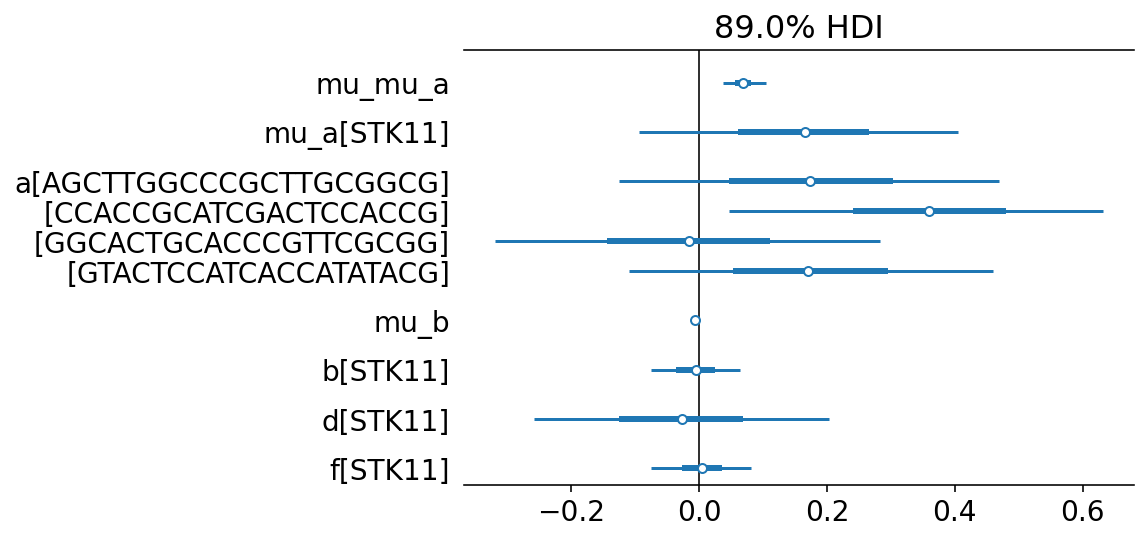 89.0% HDI
mu_mu_a
mu_a[STK11]
a[AGCTTGGCCCGCTTGCGGCG]
[CCACCGCATCGACTCCACCG]
[GGCACTGCACCCGTTCGCGG]
[GTACTCCATCACCATATACG]
mu_b
b[STK11]
d[STK11]
f[STK11]
−0.2 0.0 0.2 0.4 0.6